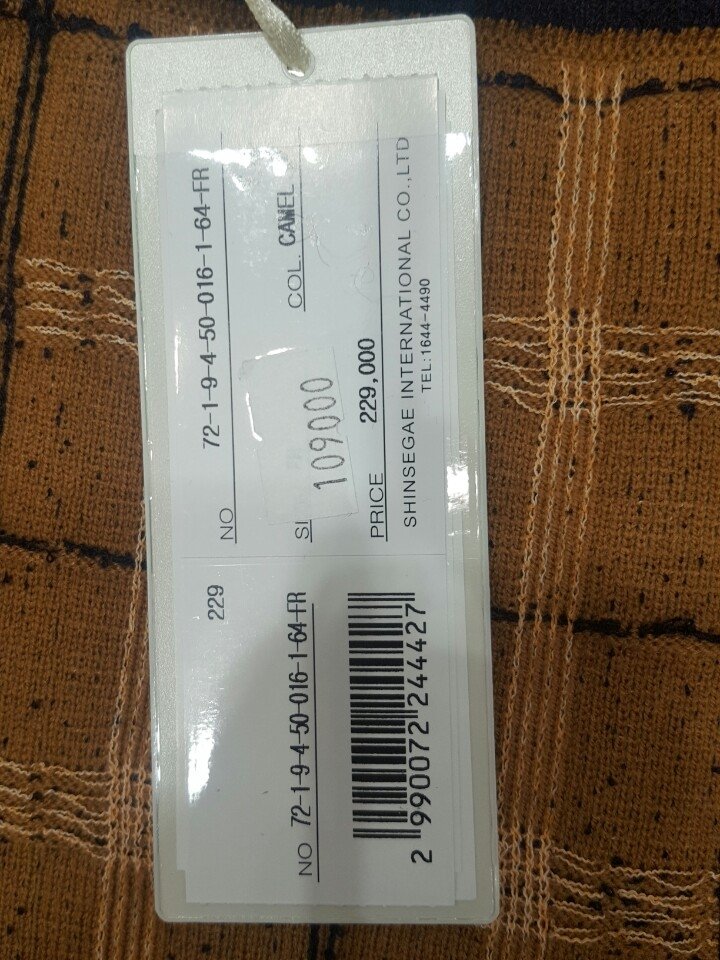 NO 72-1-9-4-50-016-1-64-FR
COL. CAMEL
SI
109000
PRICE 229,000
SHINSEGAE INTERNATIONAL CO.,LTD
TEL:1644-4490
229
NO 72-1-9-4-50-016-1-64-FR
2 990072 244427